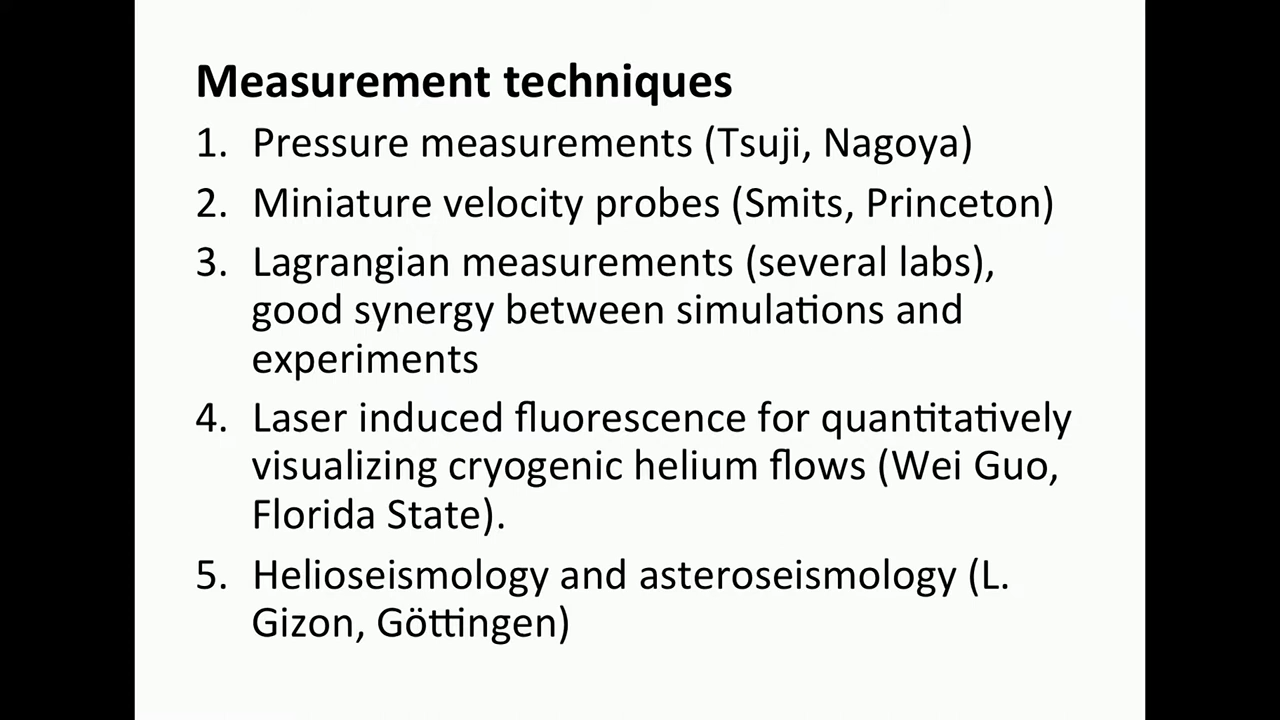 Measurement techniques
1. Pressure measurements (Tsuji, Nagoya)
2. Miniature velocity probes (Smits, Princeton)
3. Lagrangian measurements (several labs),
good synergy between simulations and
experiments
4. Laser induced fluorescence for quantitatively
visualizing cryogenic helium flows (Wei Guo,
Florida State).
5. Helioseismology and asteroseismology (L.
Gizon, Göttingen)